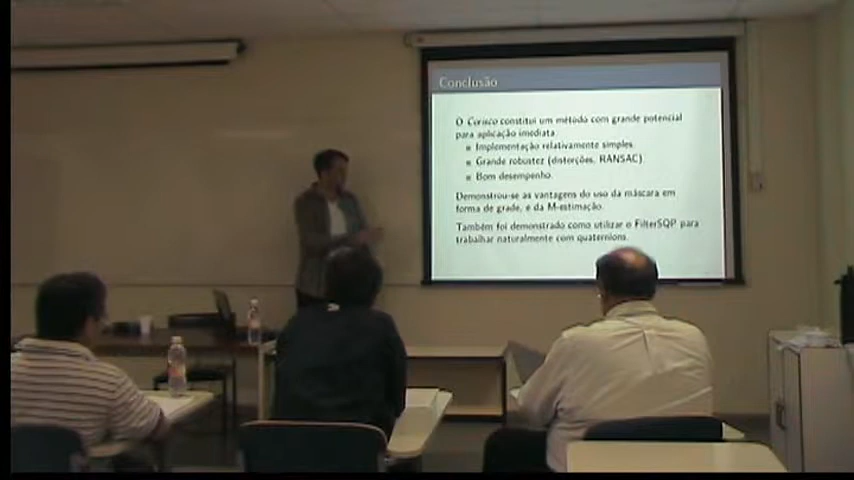 Conclusão
O Corisco constitui um método com grande potencial
para aplicação imediata
Implementação relativamente simples
Grande robustez (distorções, RANSAC)
Bom desempenho.
Demonstrou-se as vantagens do uso da máscara em
forma de grade, e da M-estimação.
Também foi demonstrado como utilizar o FilterSQP para
trabalhar naturalmente com quaternions.